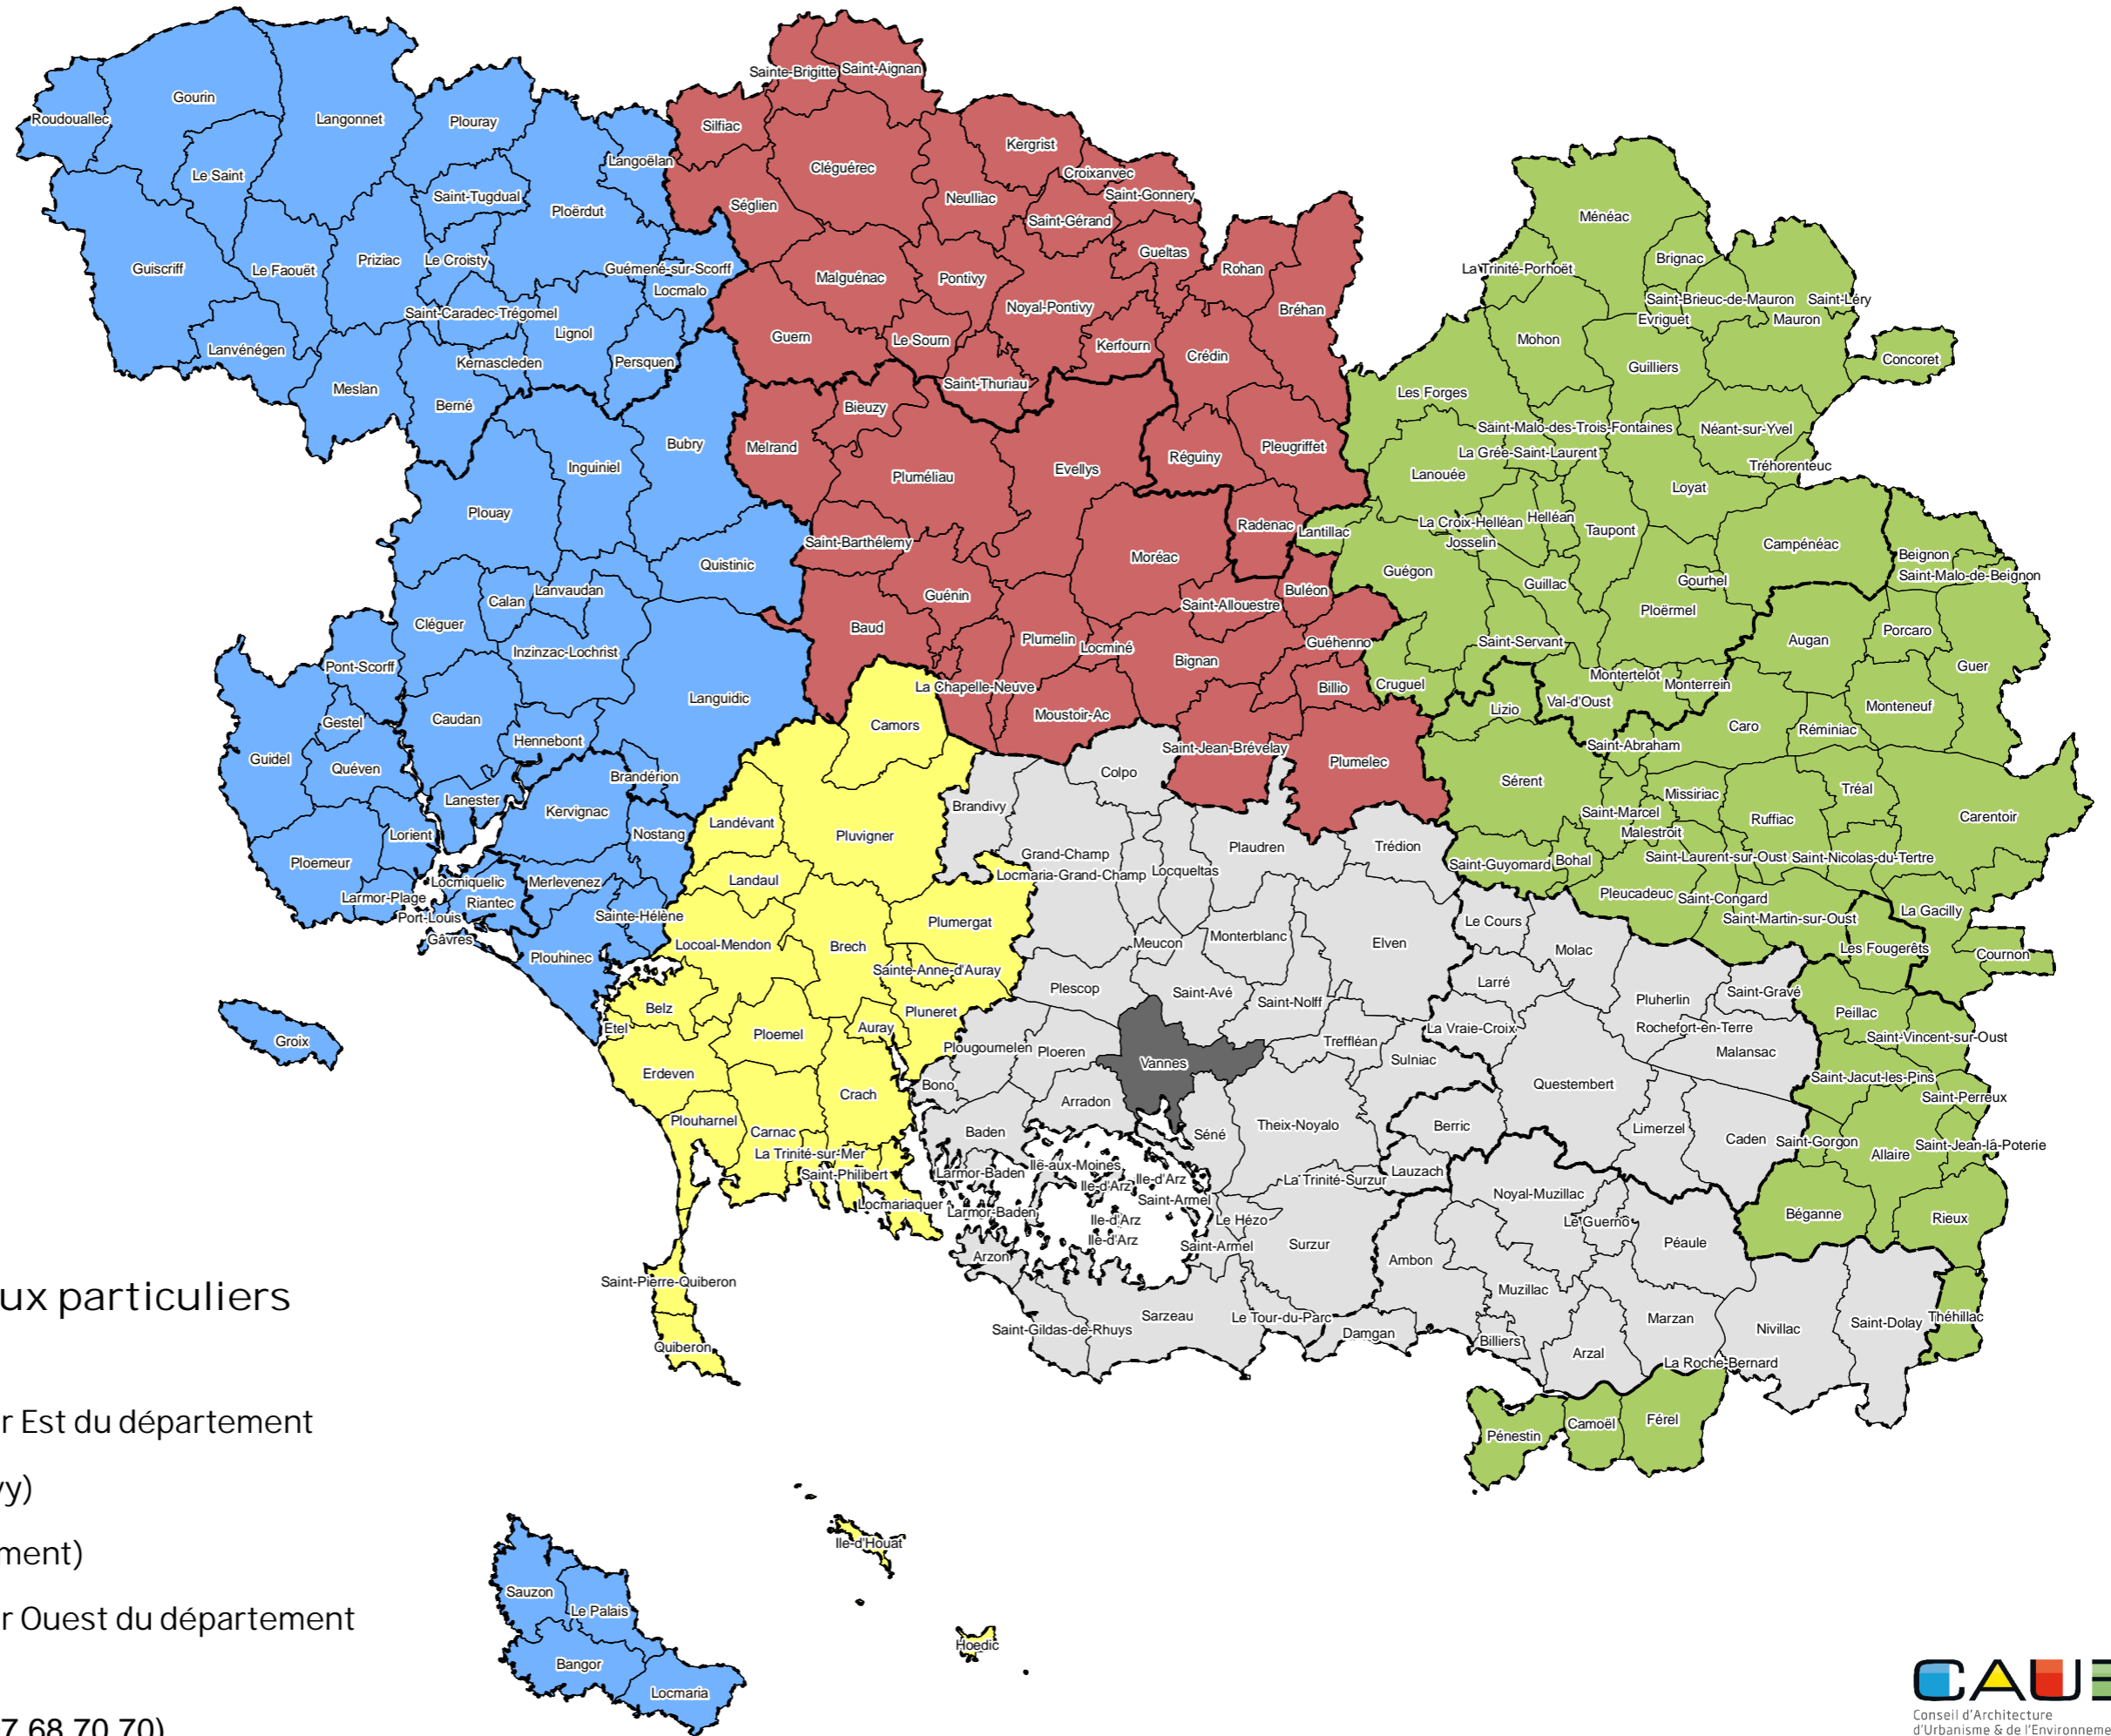 Sainte-Brigitte
Saint-Aignan
Gourin
Roudouallec
Langonnet
Plouray
Silfiac
Kergrist
Langoëlan
Cléguérec
Croixanvec
Le Saint
Saint-Tugdual
Ploërdut
Séglien
Neulliac
Saint-Gonnery
Saint-Gérand
Ménéac
Guiscriff
Le Faouët
Priziac
Le Croisty
Guémené-sur-Scorff
Locmalo
Malguénac
Pontivy
Gueltas
Rohan
La Trinité-Porhoët
Brignac
Saint-Caradec-Trégomel
Lignol
Noyal-Pontivy
Bréhan
Saint-Brieuc-de-Mauron
Saint-Léry
Evriguet
Mauron
Lanvénégen
Kernascleden
Persquen
Guern
Le Sourn
Kerfourn
Crédin
Mohon
Guilliers
Concoret
Meslan
Berné
Saint-Thuriau
Les Forges
Bieuzy
Bubry
Melrand
Inguiniel
Pluméliau
Evellys
Réguiny
Pleugriffet
Saint-Malo-des-Trois-Fontaines
Néant-sur-Yvel
La Grée-Saint-Laurent
Tréhorenteuc
Lanouée
Loyat
Plouay
Saint-Barthélemy
Moréac
Radenac
Lantillac
La Croix-Helléan
Helléan
Josselin
Taupont
Campénéac
Beignon
Saint-Malo-de-Beignon
Quistinic
Lanvaudan
Calan
Guénin
Saint-Allouestre
Buléon
Guégon
Guillac
Gourhel
Ploërmel
Cléguer
Inzinzac-Lochrist
Baud
Plumelin
Locminé
Bignan
Guéhenno
Saint-Servant
Augan
Porcaro
Guer
Pont-Scorff
Languidic
La Chapelle-Neuve
Billio
Cruguel
Montertelot
Monterrein
Lizio
Val-d'Oust
Monteneuf
Gestel
Caudan
Camors
Moustoir-Ac
Caro
Réminiac
Hennebont
Guidel
Quéven
Brandérion
Saint-Jean-Brévelay
Plumelec
Saint-Abraham
Colpo
Sérent
Lanester
Kervignac
Brandivy
Missiriac
Tréal
Carentoir
Saint-Marcel
Ruffiac
Malestroit
Lorient
Nostang
Landévant
Pluvigner
Ploemeur
Grand-Champ
Locmaria-Grand-Champ
Locqueltas
Plaudren
Trédion
Saint-Guyomard
Bohal
Saint-Laurent-sur-Oust
Saint-Nicolas-du-Tertre
Locmiquelic
Merlevenez
Landaul
Larmor-Plage
Riantec
Port-Louis
Sainte-Hélène
Plumergat
Pleucadeuc
Saint-Congard
Saint-Martin-sur-Oust
La Gacilly
Gâvres
Locoal-Mendon
Brech
Meucon
Monterblanc
Elven
Le Cours
Molac
Les Fougerêts
Cournon
Plouhinec
Sainte-Anne-d'Auray
Plescop
Saint-Avé
Saint-Nolff
Larré
Pluherlin
Saint-Gravé
Belz
Etel
Ploemel
Auray
Pluneret
Peillac
Groix
Plougoumelen
Ploeren
Vannes
Treffléan
Sulniac
La Vraie-Croix
Rochefort-en-Terre
Malansac
Saint-Vincent-sur-Oust
Erdeven
Crach
Bono
Arradon
Questembert
Saint-Jacut-les-Pins
Saint-Perreux
Plouharnel
Carnac
Baden
Séné
Theix-Noyalo
Berric
Limerzel
Caden
Saint-Gorgon
Allaire
Saint-Jean-la-Poterie
La Trinité-sur-Mer
Saint-Philibert
Larmor-Baden
Ile-aux-Moines
Ile-d'Arz
Ile-d'Arz
Saint-Armel
La Trinité-Surzur
Lauzach
Noyal-Muzillac
Locmariaquer
Larmor-Baden
Ile-d'Arz
Ile-d'Arz
Le Hézo
Le Guerno
Béganne
Rieux
Arzon
Saint-Armel
Surzur
Ambon
Péaule
Saint-Pierre-Quiberon
Muzillac
ux particuliers
Quiberon
Saint-Gildas-de-Rhuys
Sarzeau
Le Tour-du-Parc
Damgan
Billiers
Arzal
Marzan
Nivillac
Saint-Dolay
Théhillac
La Roche-Bernard
r Est du département
Pénestin
Camoël
Férel
y)
Ile-d'Houat
ment)
Sauzon
Le Palais
r Ouest du département
Hoedic
Bangor
Locmaria
7 68 70 70)
CAUE
Conseil d'Architecture
d'Urbanisme & de l'Environneme